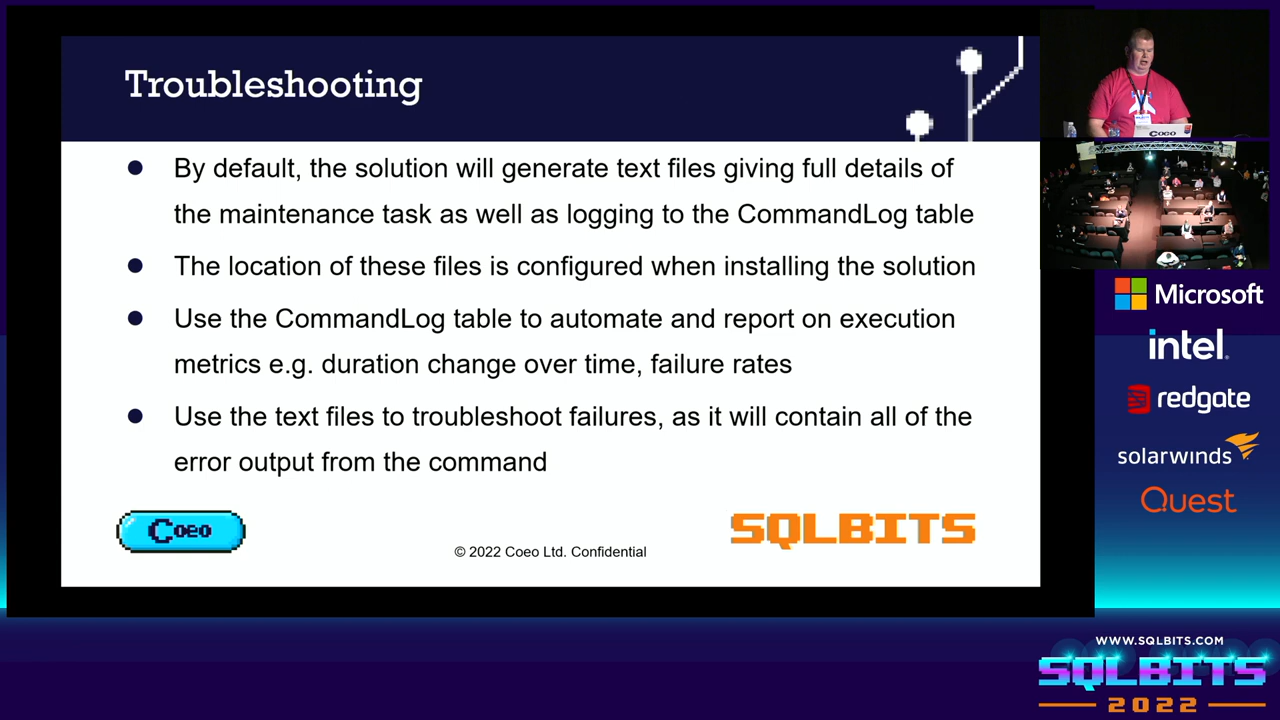 Troubleshooting
By default, the solution will generate text files giving full details of
the maintenance task as well as logging to the CommandLog table
The location of these files is configured when installing the solution
Use the CommandLog table to automate and report on execution
metrics e.g. duration change over time, failure rates
Use the text files to troubleshoot failures, as it will contain all of the
error output from the command
Coeo
SQLBITS
© 2022 Coeo Ltd. Confidential
Coeo
Microsoft
intel.
redgate
solarwinds
Quest
WWW.SQLBITS.COM
SQLBITS
2022